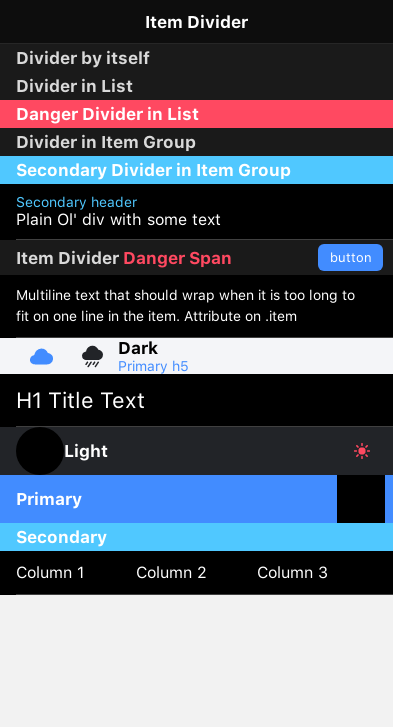 Item Divider
Divider by itself
Divider in List
Danger Divider in List
Divider in Item Group
Secondary Divider in Item Group
Secondary header
Plain Ol' div with some text
Item Divider Danger Span button
Multiline text that should wrap when it is too long to
fit on one line in the item. Attribute on .item
Dark
Primary h5
H1 Title Text
Light
Primary
Secondary
Column 1 Column 2 Column 3